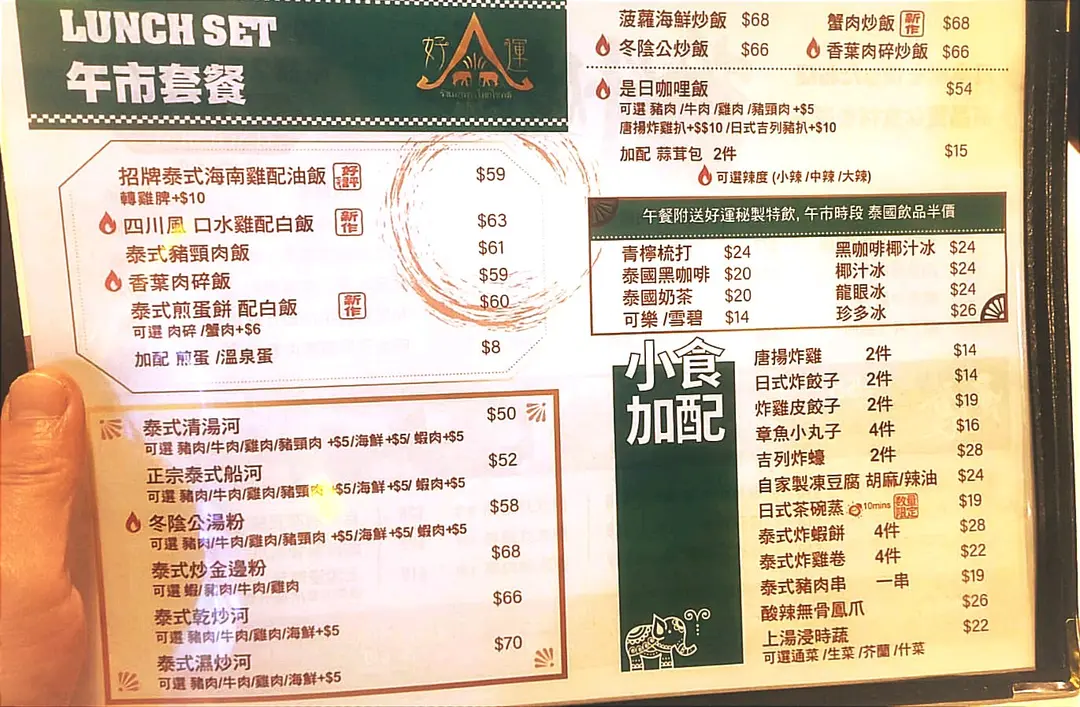 LUNCH SET
午市套餐
好運
招牌泰式海南雞配油飯 好評 $59
轉雞脾+$10
四川風 口水雞配白飯 新作 $63
泰式豬頸肉飯 $61
香葉肉碎飯 $59
泰式煎蛋餅 配白飯 新作 $60
可選 肉碎 /蟹肉+$6
加配 煎蛋 /溫泉蛋 $8
泰式清湯河 $50
可選 豬肉/牛肉/雞肉/豬頸肉 +$5/海鮮+$5/ 蝦肉+$5
正宗泰式船河 $52
可選 豬肉/牛肉/雞肉/豬頸肉 +$5/海鮮+$5/ 蝦肉+$5
冬陰公湯粉 $58
可選 豬肉/牛肉/雞肉/豬頸肉 +$5/海鮮+$5/ 蝦肉+$5
泰式炒金邊粉 $68
可選 蝦/豬肉/牛肉/雞肉
泰式乾炒河 $66
可選 豬肉/牛肉/雞肉/海鮮+$5
泰式濕炒河 $70
可選 豬肉/牛肉/雞肉/海鮮+$5
菠蘿海鮮炒飯 $68 蟹肉炒飯 新作 $68
冬陰公炒飯 $66 香葉肉碎炒飯 $66
是日咖哩飯 $54
可選 豬肉 /牛肉 /雞肉 /豬頸肉 +$5
唐揚炸雞扒+$$10 /日式吉列豬扒+$10
加配 蒜茸包 2件 $15
可選辣度 (小辣 /中辣 /大辣)
午餐附送好運秘製特飲, 午市時段 泰國飲品半價
青檸梳打 $24 黑咖啡椰汁冰 $24
泰國黑咖啡 $20 椰汁冰 $24
泰國奶茶 $20 龍眼冰 $24
可樂 /雪碧 $14 珍多冰 $26
小食
加配
唐揚炸雞 2件 $14
日式炸餃子 2件 $14
炸雞皮餃子 2件 $19
章魚小丸子 4件 $16
吉列炸蠔 2件 $28
自家製凍豆腐 胡麻/辣油 $24
日式茶碗蒸 10mins 數量限定 $19
泰式炸蝦餅 4件 $28
泰式炸雞卷 4件 $22
泰式豬肉串 一串 $19
酸辣無骨鳳爪 $26
上湯浸時蔬 $22
可選通菜 /生菜 /芥蘭 /什菜